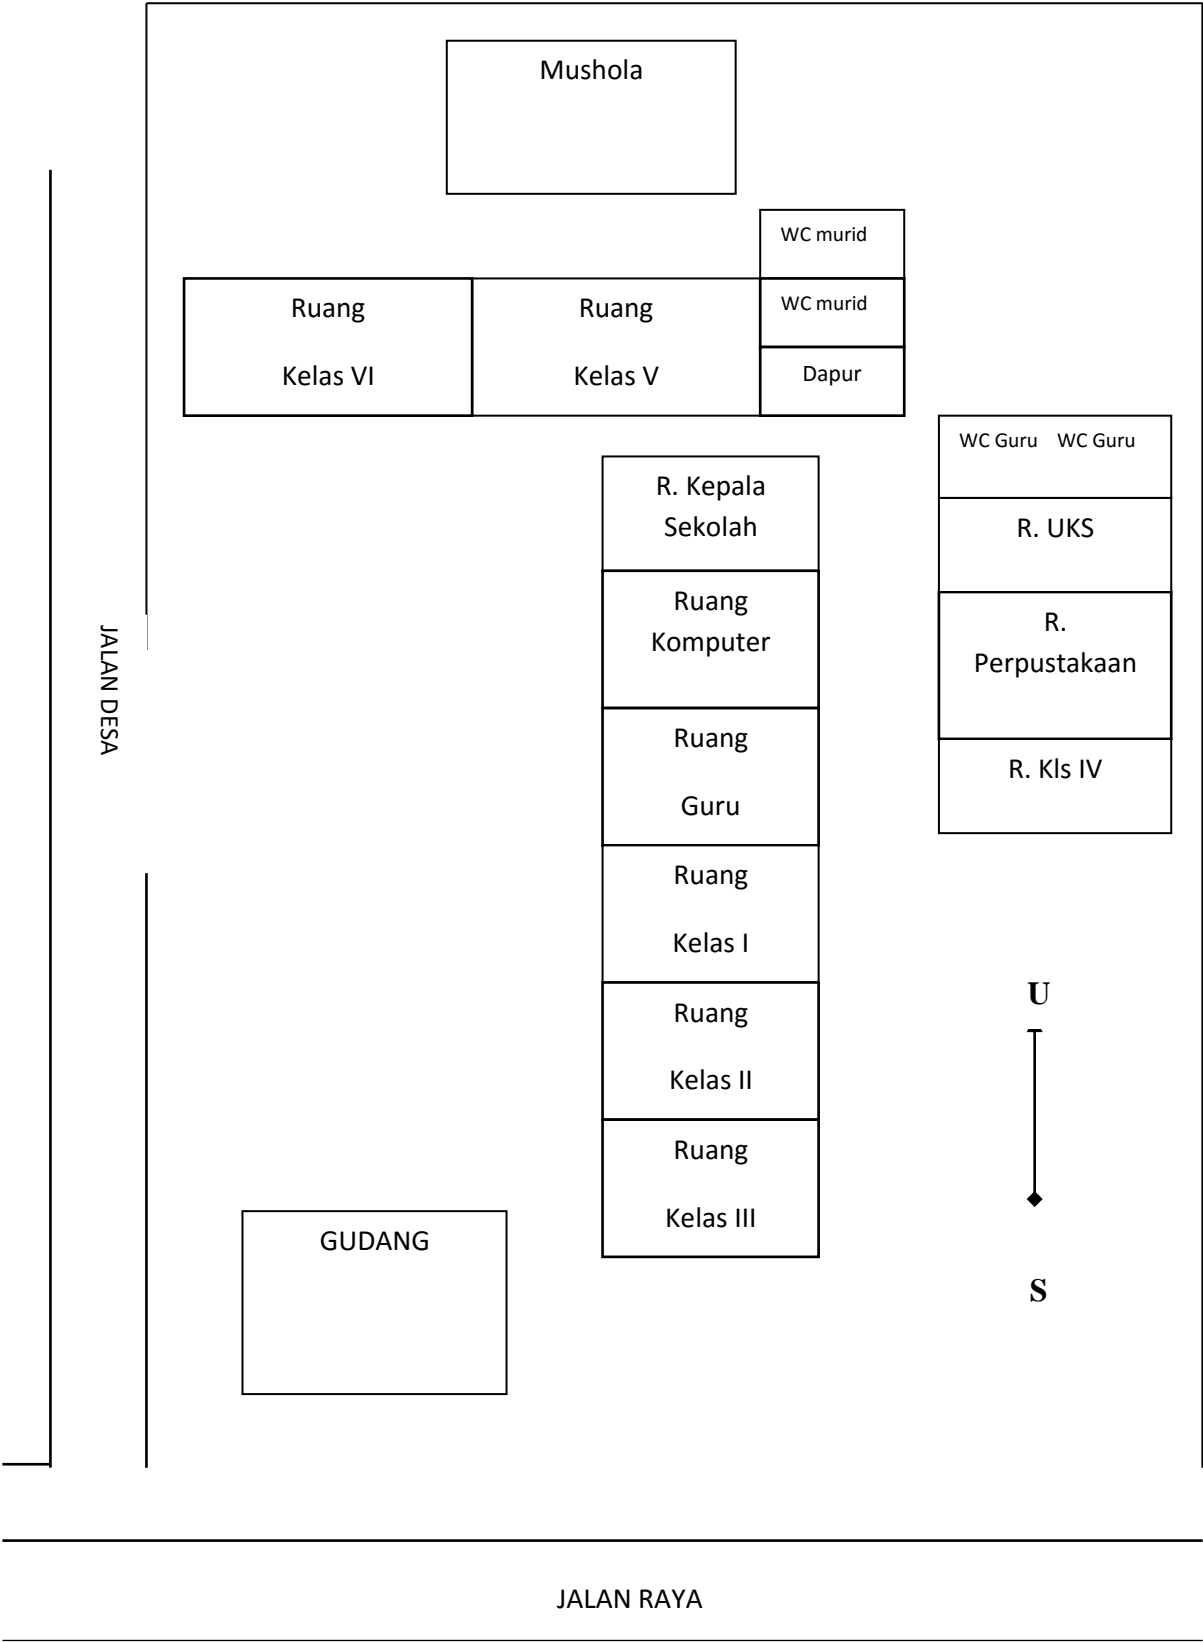 Mushola
WC murid
Ruang
Kelas VI
Ruang
Kelas V
WC murid
Dapur
WC Guru WC Guru
R. Kepala
Sekolah
R. UKS
Ruang
Komputer
R.
Perpustakaan
JALAN DESA
Ruang
Guru
R. Kls IV
Ruang
Kelas I
Ruang
Kelas II
U
Ruang
Kelas III
GUDANG
S
JALAN RAYA